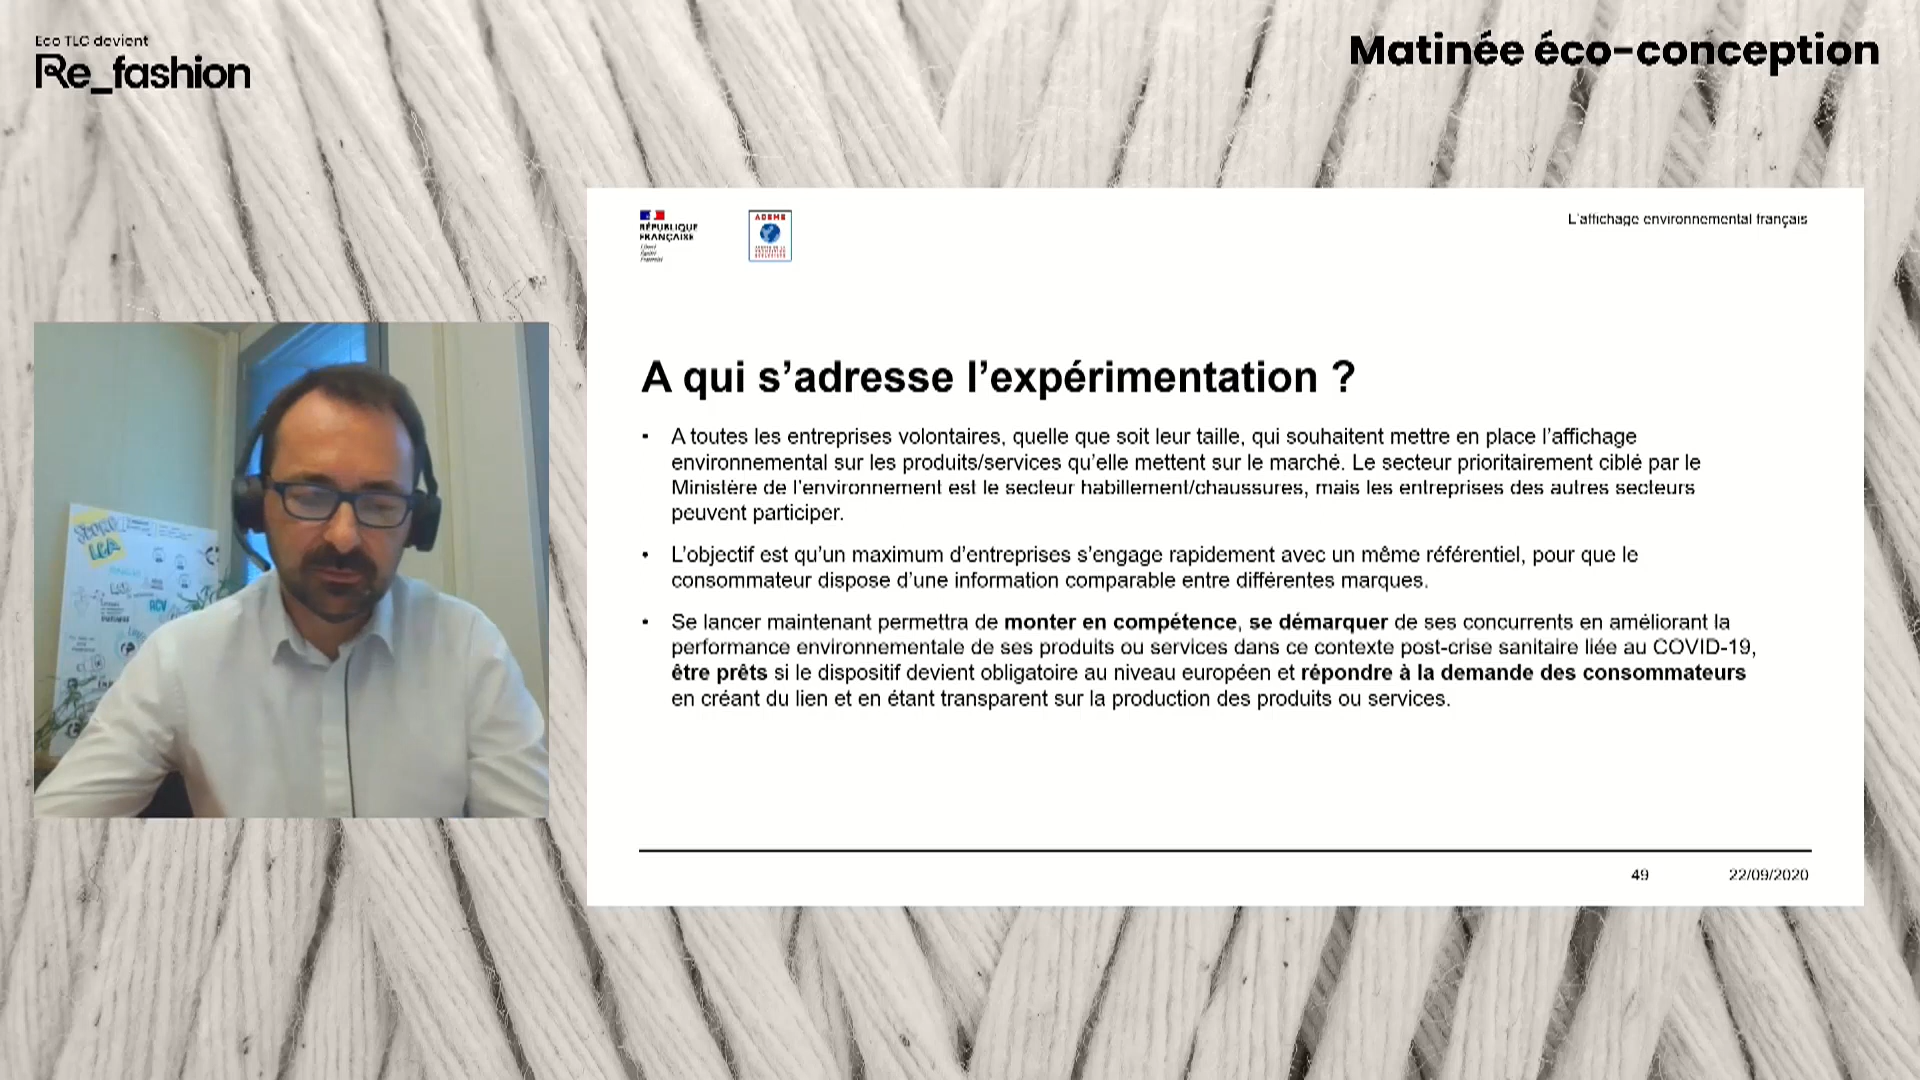 Eco TLC devient
Re_fashion
Matinée éco-conception
RÉPUBLIQUE
FRANÇAISE
Liberté
Égalité
Fraternité
ADEME
L'affichage environnemental français
A qui s’adresse l’expérimentation ?
A toutes les entreprises volontaires, quelle que soit leur taille, qui souhaitent mettre en place l’affichage
environnemental sur les produits/services qu’elle mettent sur le marché. Le secteur prioritairement ciblé par le
Ministère de l’environnement est le secteur habillement/chaussures, mais les entreprises des autres secteurs
peuvent participer.
L’objectif est qu’un maximum d’entreprises s’engage rapidement avec un même référentiel, pour que le
consommateur dispose d’une information comparable entre différentes marques.
Se lancer maintenant permettra de monter en compétence, se démarquer de ses concurrents en améliorant la
performance environnementale de ses produits ou services dans ce contexte post-crise sanitaire liée au COVID-19,
être prêts si le dispositif devient obligatoire au niveau européen et répondre à la demande des consommateurs
en créant du lien et en étant transparent sur la production des produits ou services.
49 22/09/2020
LCA
ACV